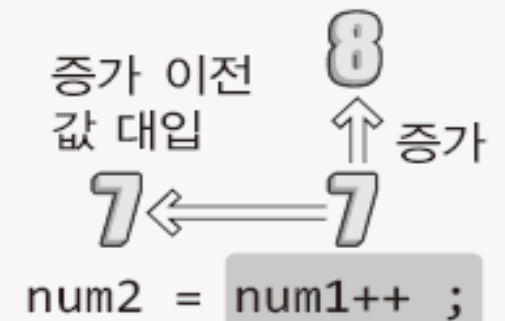 8
증가 이전
값 대입
증가
7 7
num2 = num1++ ;